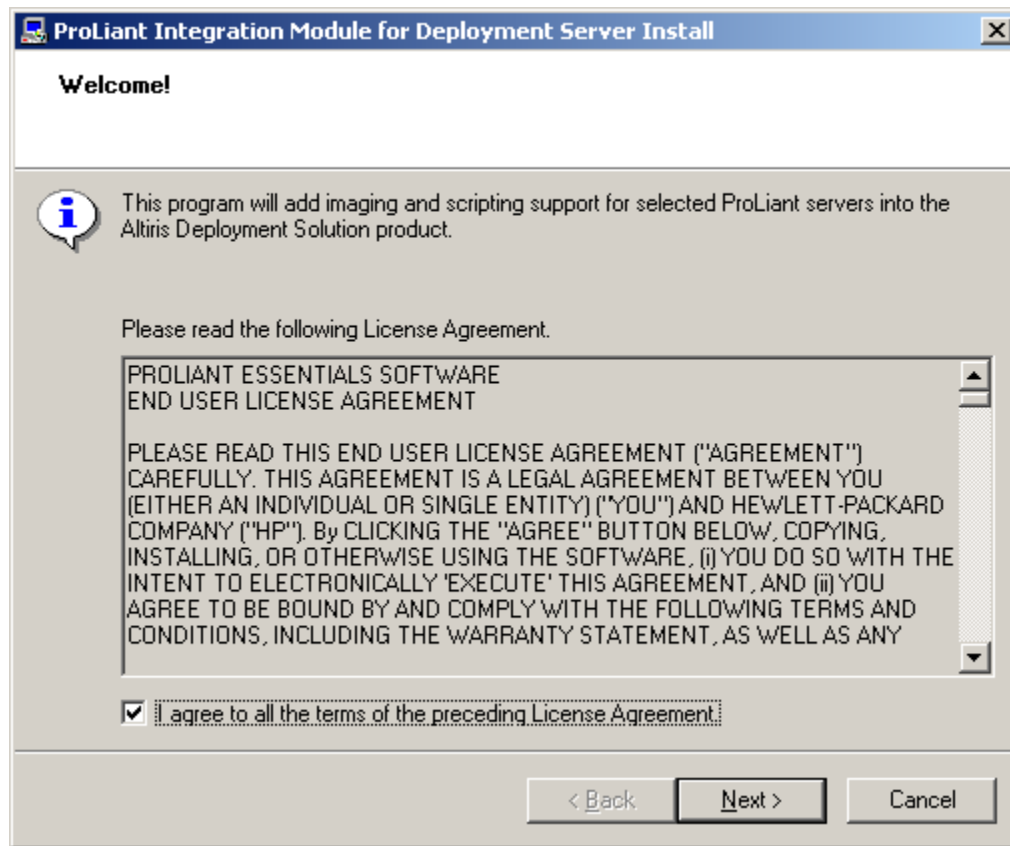 ProLiant Integration Module for Deployment Server Install
Welcome!
This program will add imaging and scripting support for selected ProLiant servers into the
Altiris Deployment Solution product.
Please read the following License Agreement.
PROLIANT ESSENTIALS SOFTWARE
END USER LICENSE AGREEMENT
PLEASE READ THIS END USER LICENSE AGREEMENT ("AGREEMENT")
CAREFULLY. THIS AGREEMENT IS A LEGAL AGREEMENT BETWEEN YOU
(EITHER AN INDIVIDUAL OR SINGLE ENTITY) ("YOU") AND HEWLETT-PACKARD
COMPANY ("HP"). By CLICKING THE "AGREE" BUTTON BELOW, COPYING,
INSTALLING, OR OTHERWISE USING THE SOFTWARE, (i) YOU DO SO WITH THE
INTENT TO ELECTRONICALLY 'EXECUTE' THIS AGREEMENT, AND (ii) YOU
AGREE TO BE BOUND BY AND COMPLY WITH THE FOLLOWING TERMS AND
CONDITIONS, INCLUDING THE WARRANTY STATEMENT, AS WELL AS ANY
I agree to all the terms of the preceding License Agreement.
< Back
Next >
Cancel